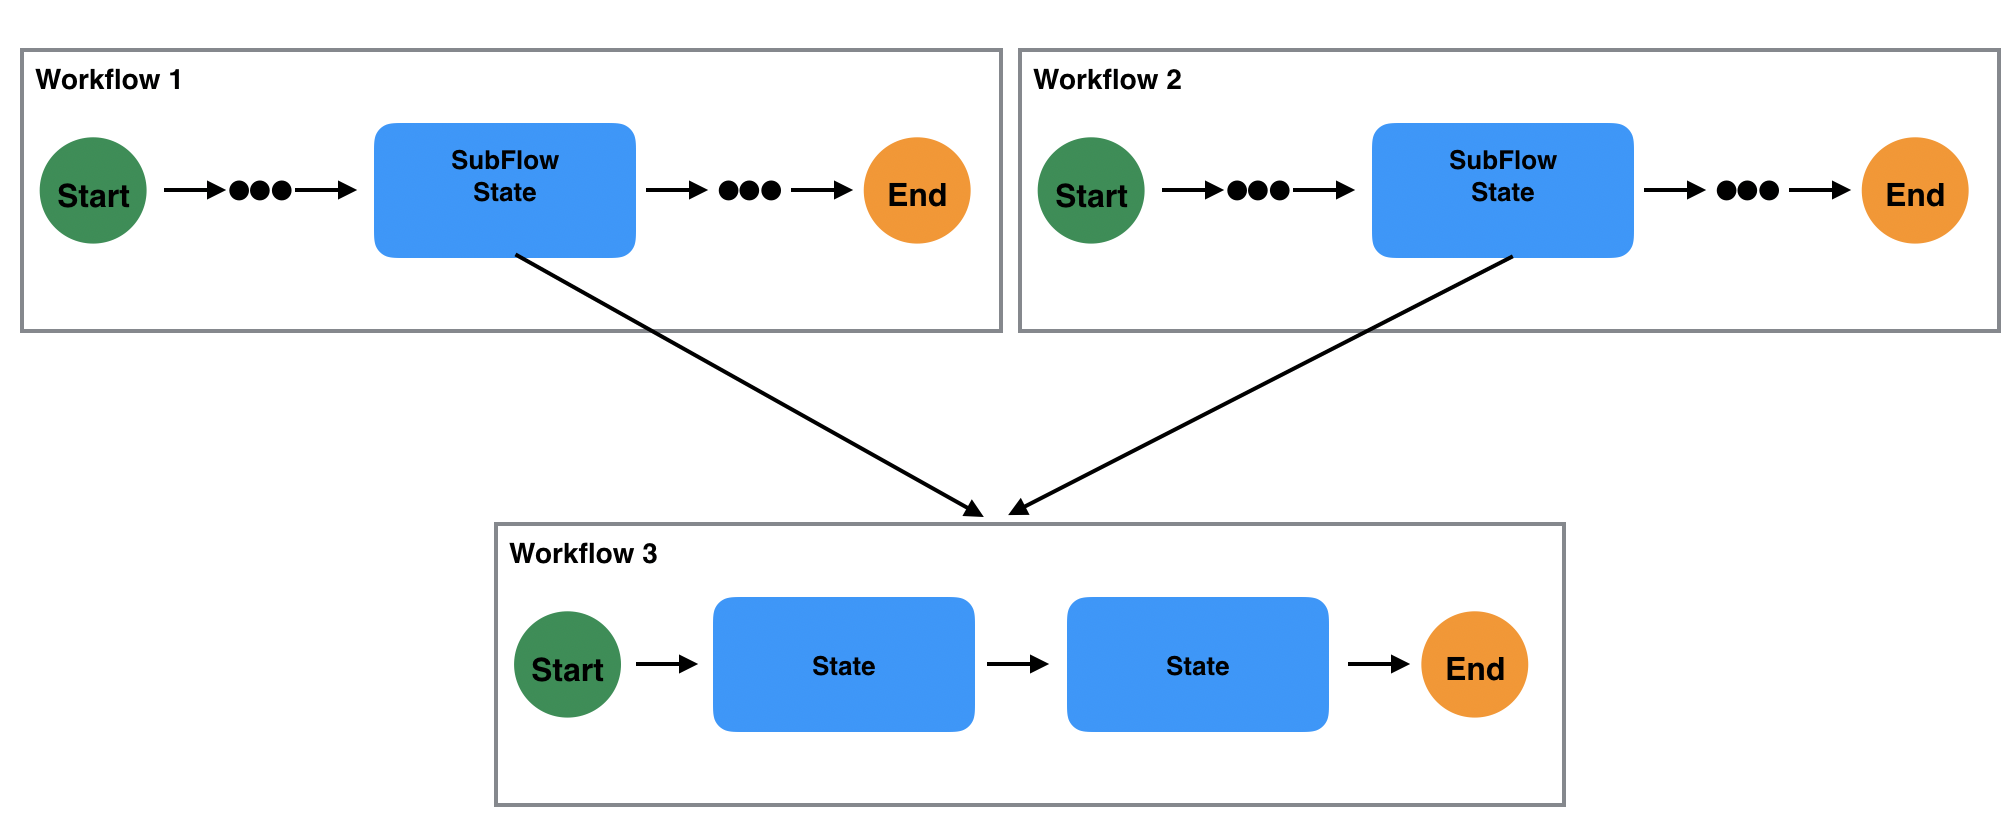 Workflow 1
Start
SubFlow
State
End
Workflow 2
Start
SubFlow
State
End
Workflow 3
Start
State
State
End